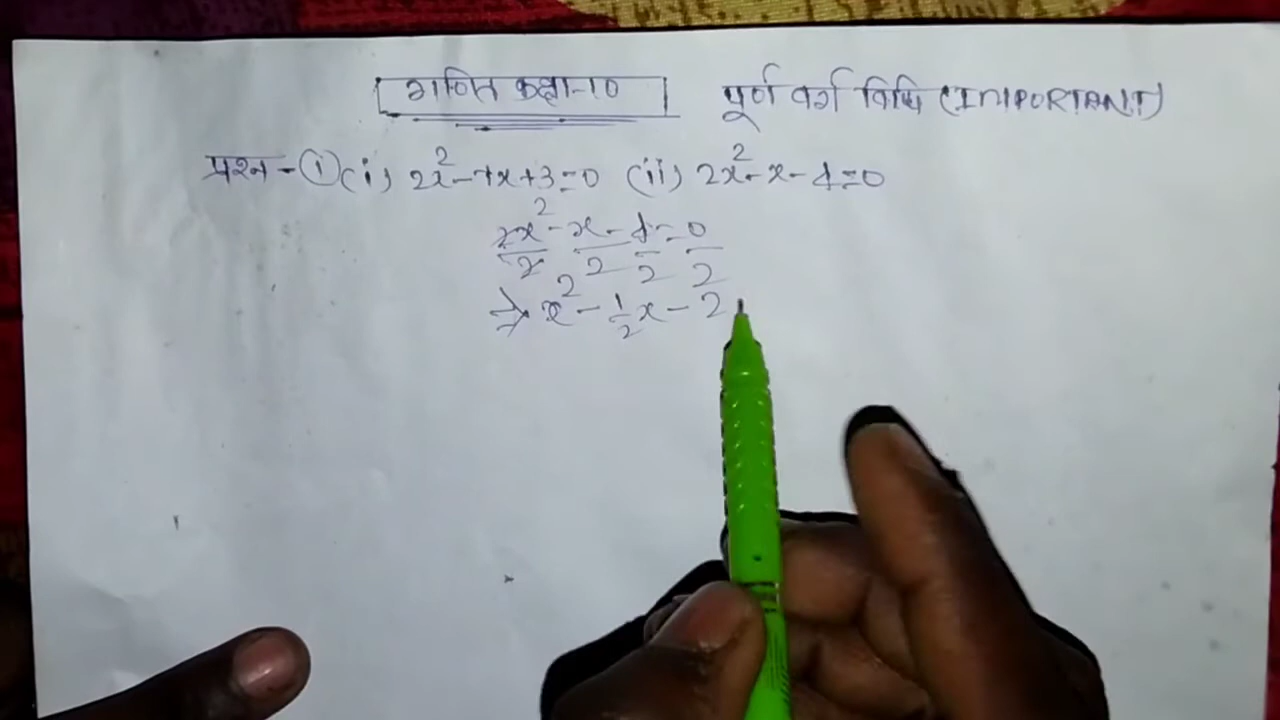 गणित कक्षा-10 पूर्ण वर्ग विधि (IMPORTANT)
प्रश्न-① (i) 2x²-7x+3=0 (ii) 2x²-x-4=0
2x²/2 - x/2 - 4/2 = 0/2
⇒ x² - 1/2 x - 2